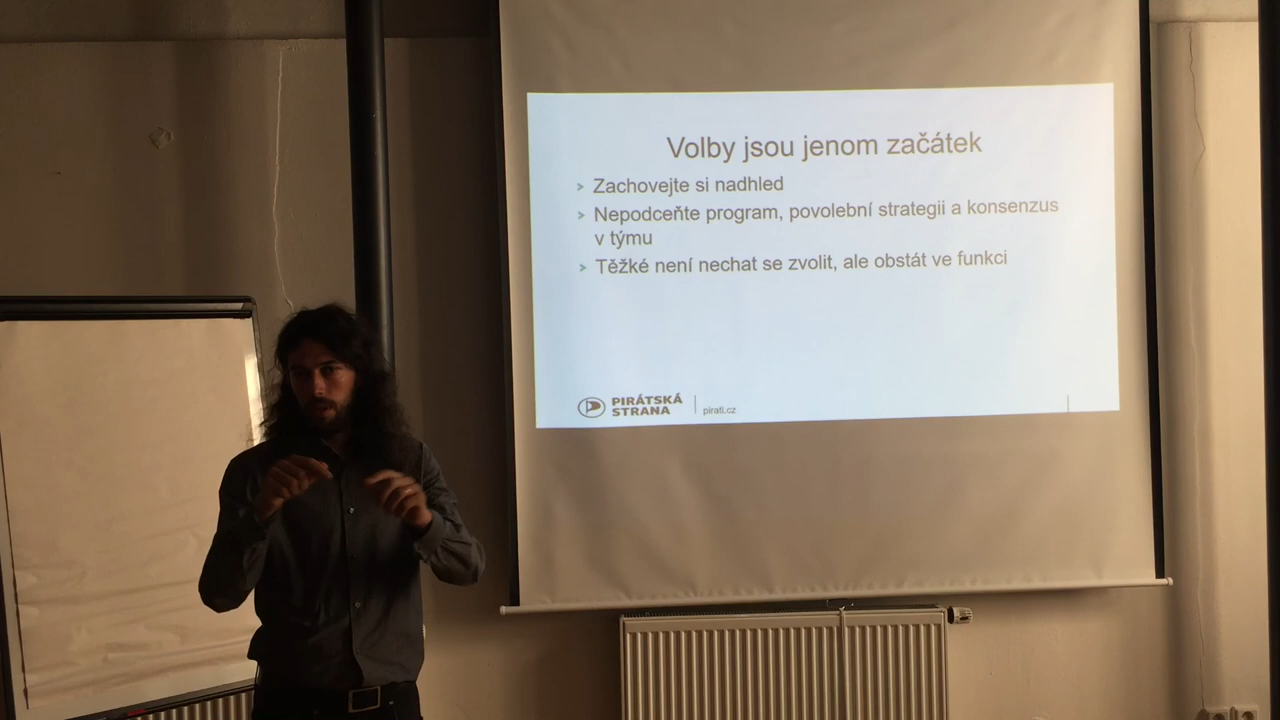 Volby jsou jenom začátek
Zachovejte si nadhled
Nepodceňte program, povolební strategii a konsenzus
v týmu
Těžké není nechat se zvolit, ale obstát ve funkci
PIRÁTSKÁ
STRANA
pirati.cz